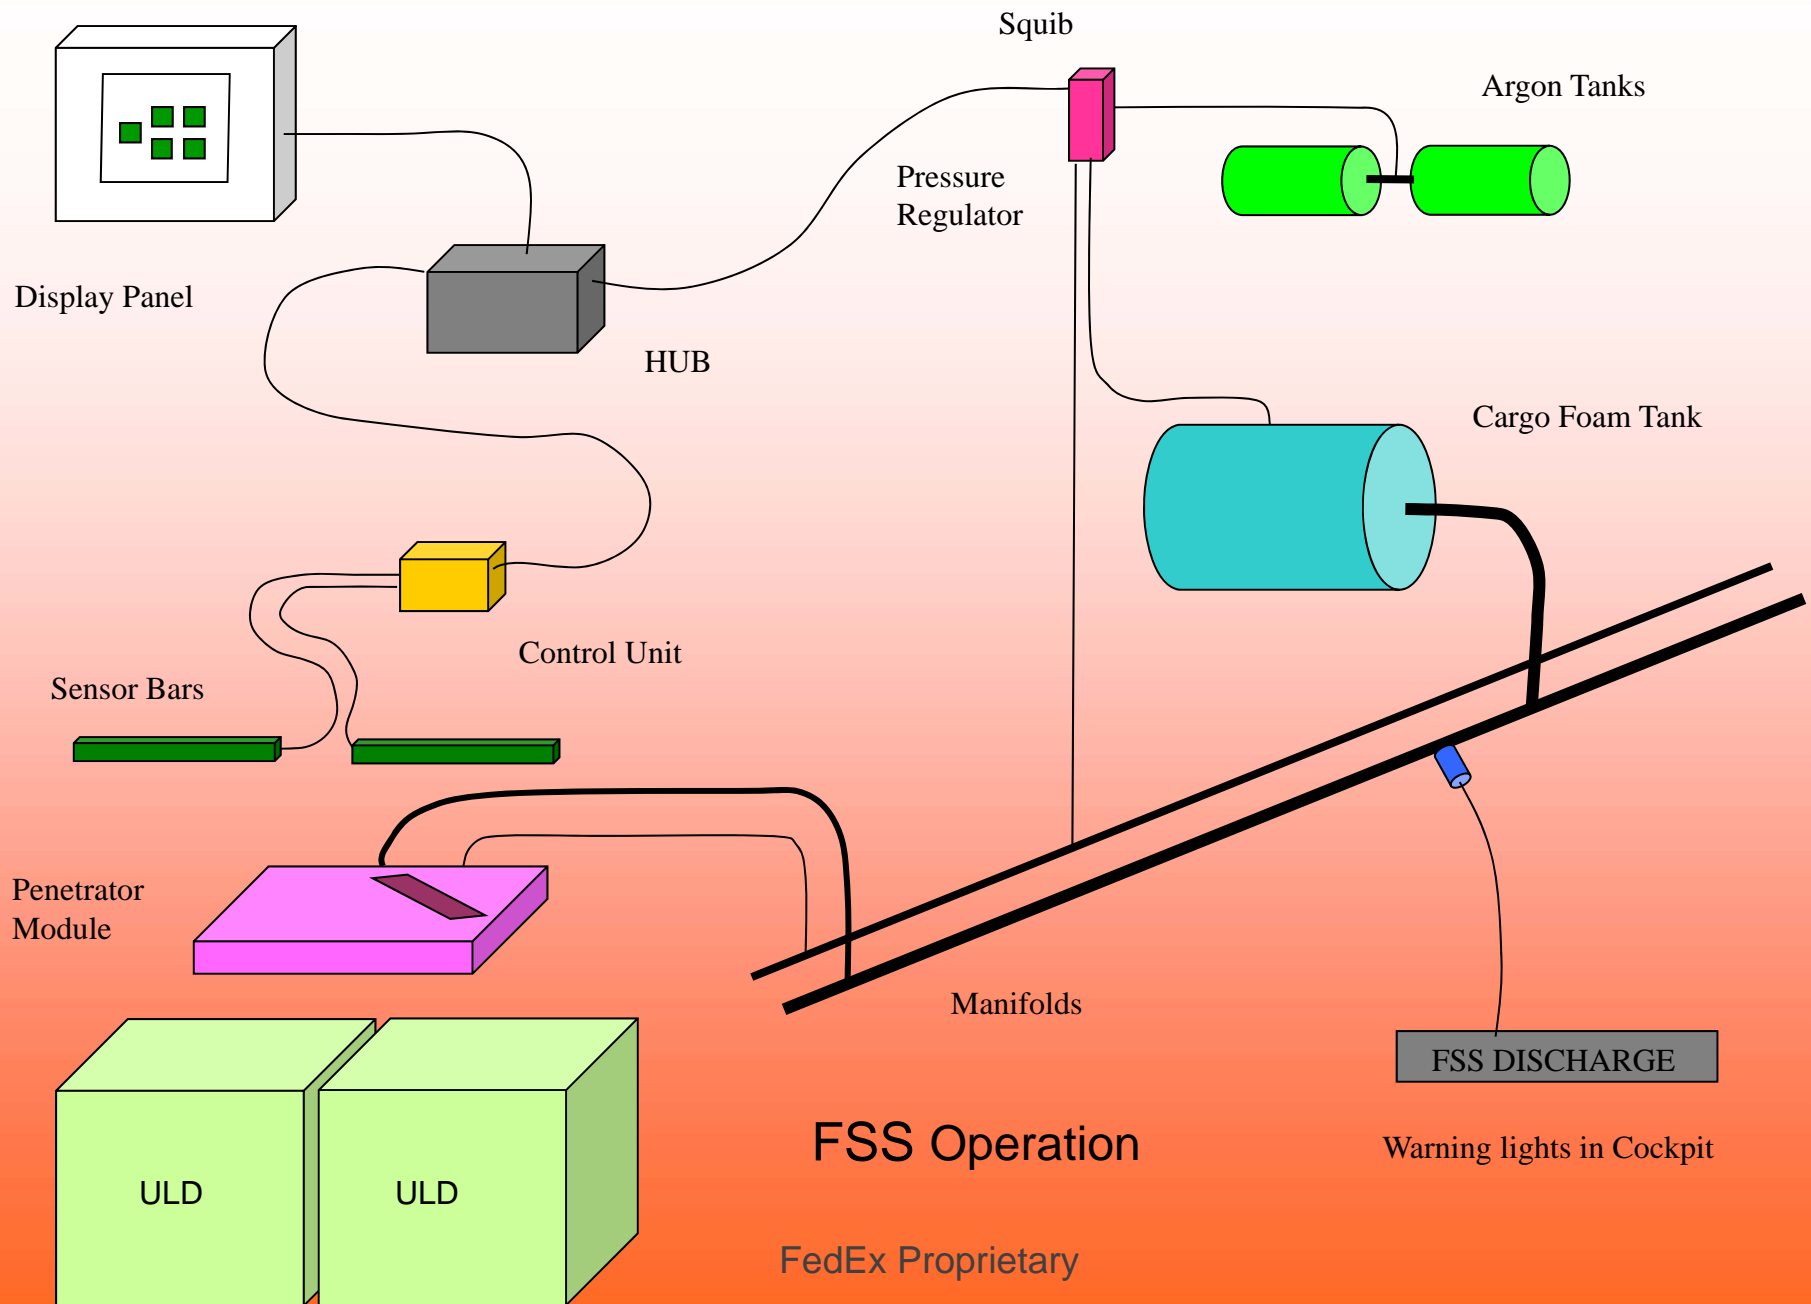 Squib
Argon Tanks
Pressure
Regulator
Display Panel
HUB
Cargo Foam Tank
Control Unit
Sensor Bars
Penetrator
Module
Manifolds
FSS DISCHARGE
FSS Operation
Warning lights in Cockpit
ULD
ULD
FedEx Proprietary